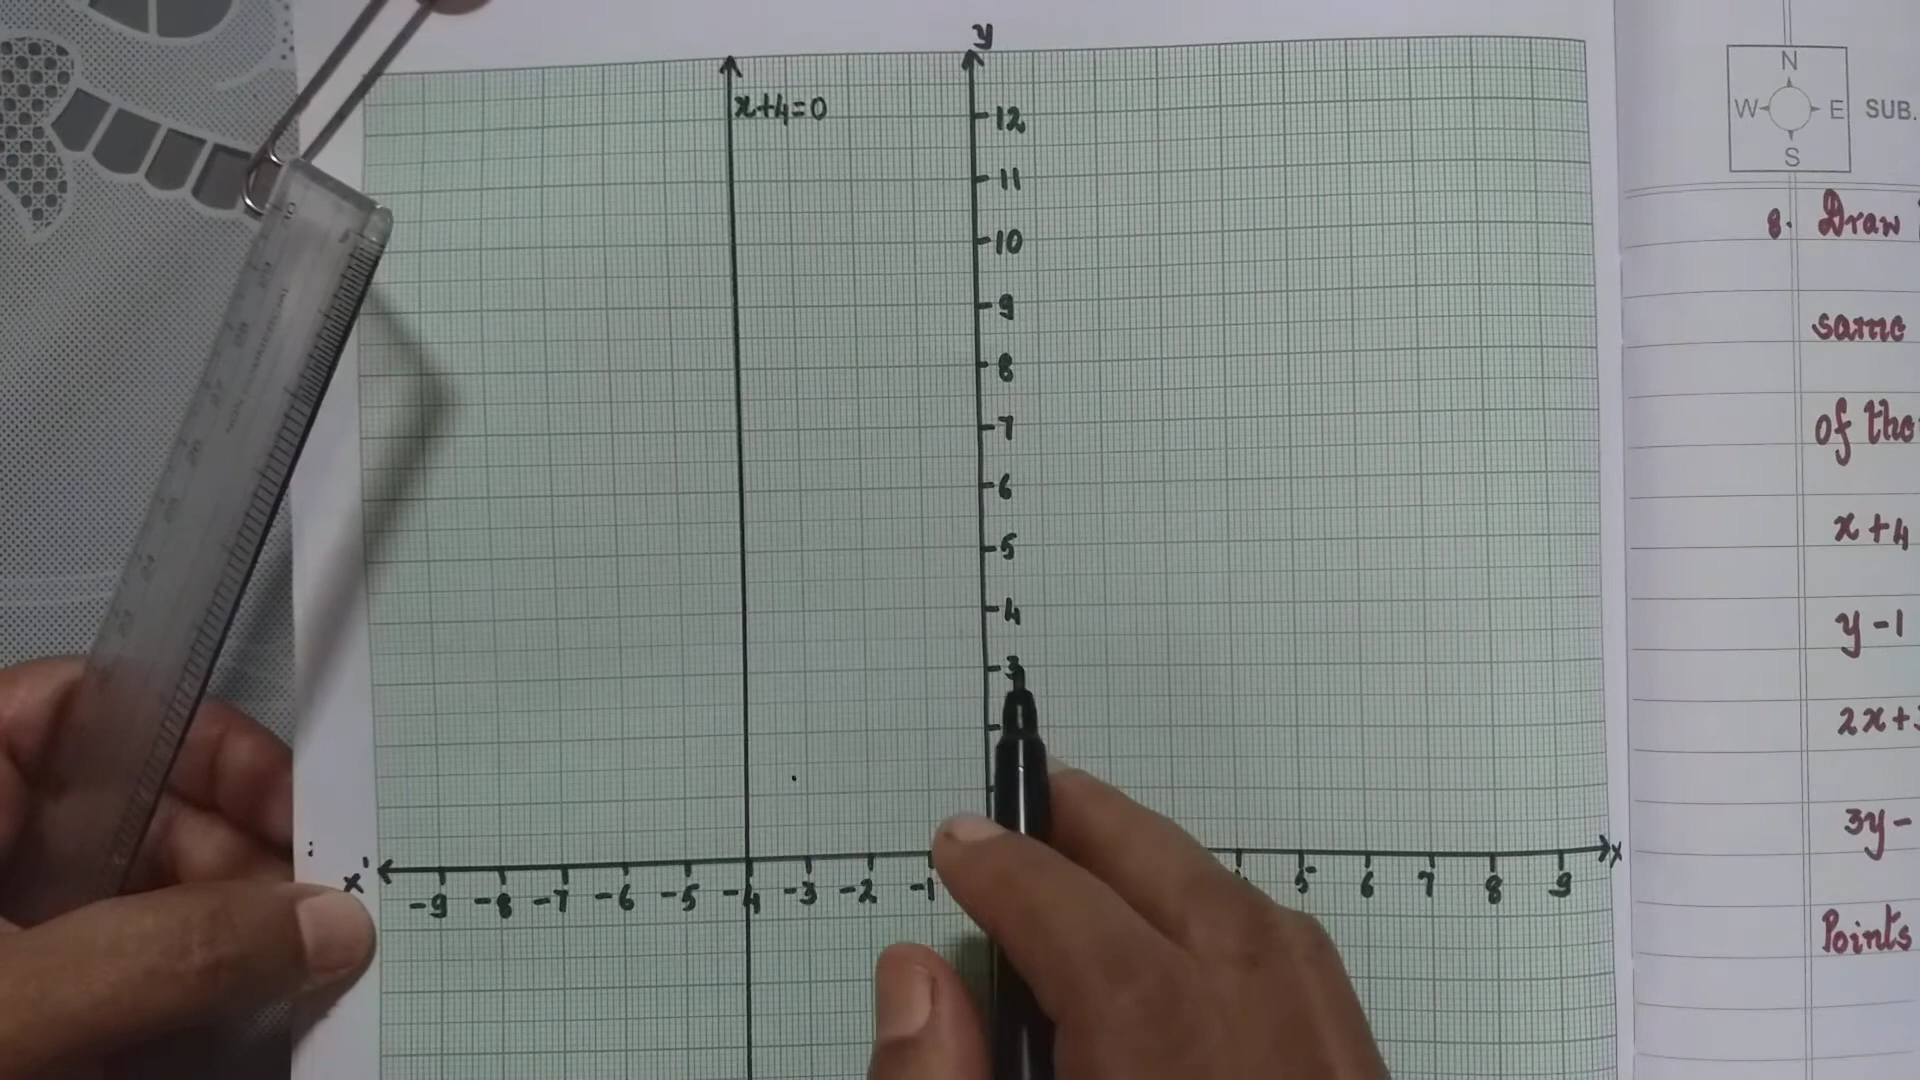 y
x+4=0
12
11
10
9
8
7
6
5
4
3
x' -9 -8 -7 -6 -5 -4 -3 -2 -1 5 6 7 8 9 x
N
W E SUB.
S
8. Draw
same
of the
x+4
y-1
2x+
3y-
Points